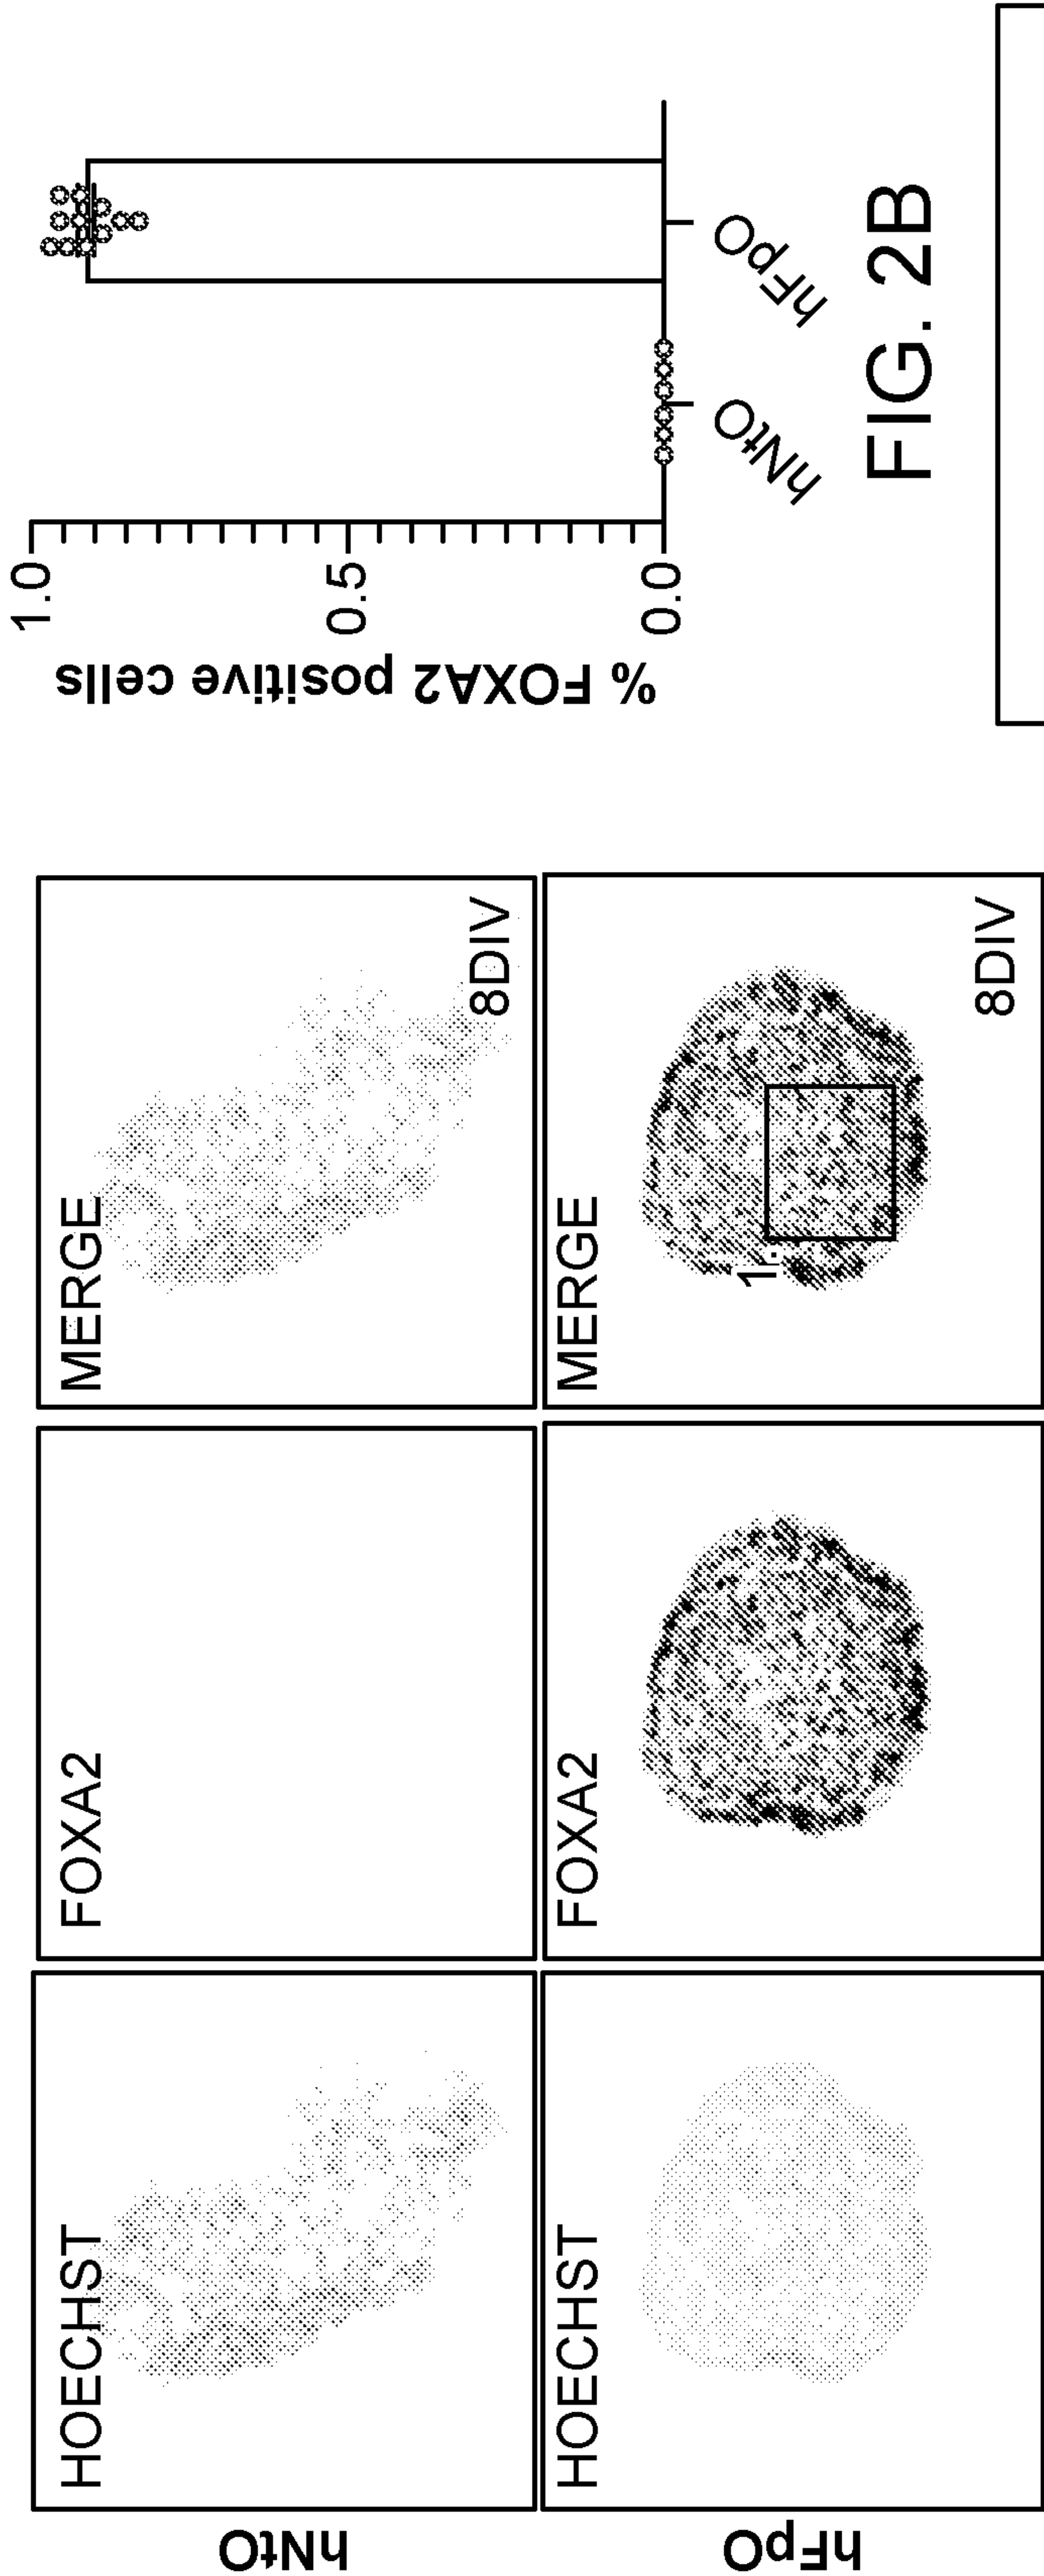 hNtO
HOECHST
FOXA2
MERGE
8DIV
hFpO
HOECHST
FOXA2
MERGE
1
8DIV
% FOXA2 positive cells
1.0
0.5
0.0
hNtO
hFpO
FIG. 2B